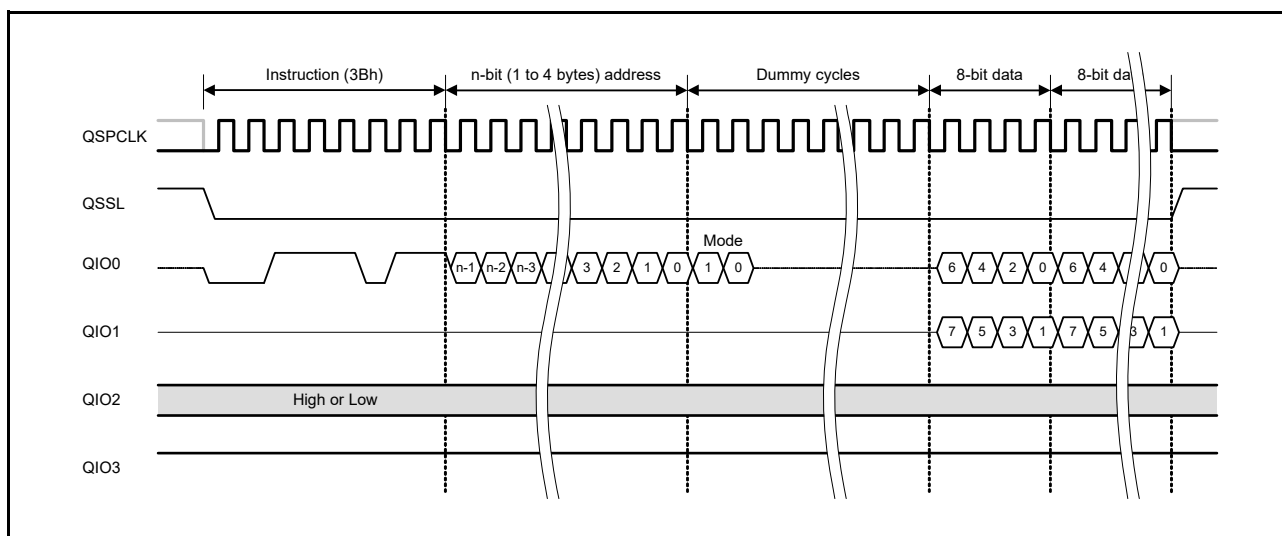 Instruction (3Bh) n-bit (1 to 4 bytes) address Dummy cycles 8-bit data 8-bit da
QSPCLK
QSSL
Mode
QIO0 n-1 n-2 n-3 3 2 1 0 1 0 6 4 2 0 6 4 0
QIO1 7 5 3 1 7 5 3 1
QIO2 High or Low
QIO3